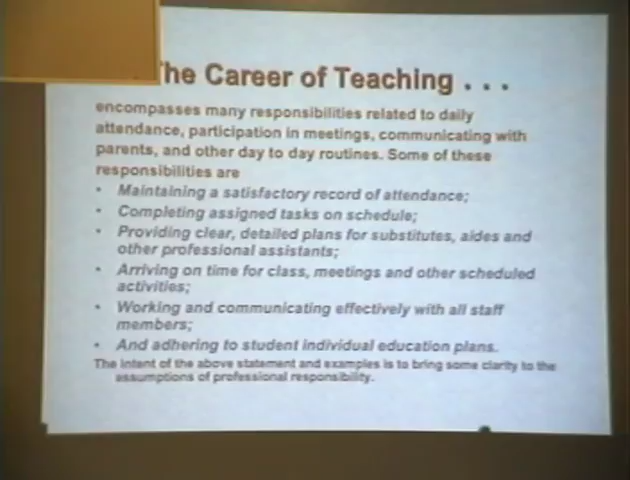 The Career of Teaching . . .
encompasses many responsibilities related to daily
attendance, participation in meetings, communicating with
parents, and other day to day routines. Some of these
responsibilities are
• Maintaining a satisfactory record of attendance;
• Completing assigned tasks on schedule;
• Providing clear, detailed plans for substitutes, aides and
other professional assistants;
• Arriving on time for class, meetings and other scheduled
activities;
• Working and communicating effectively with all staff
members;
• And adhering to student individual education plans.
The Intent of the above statement and examples is to bring some clarity to the
assumptions of professional responsibility.